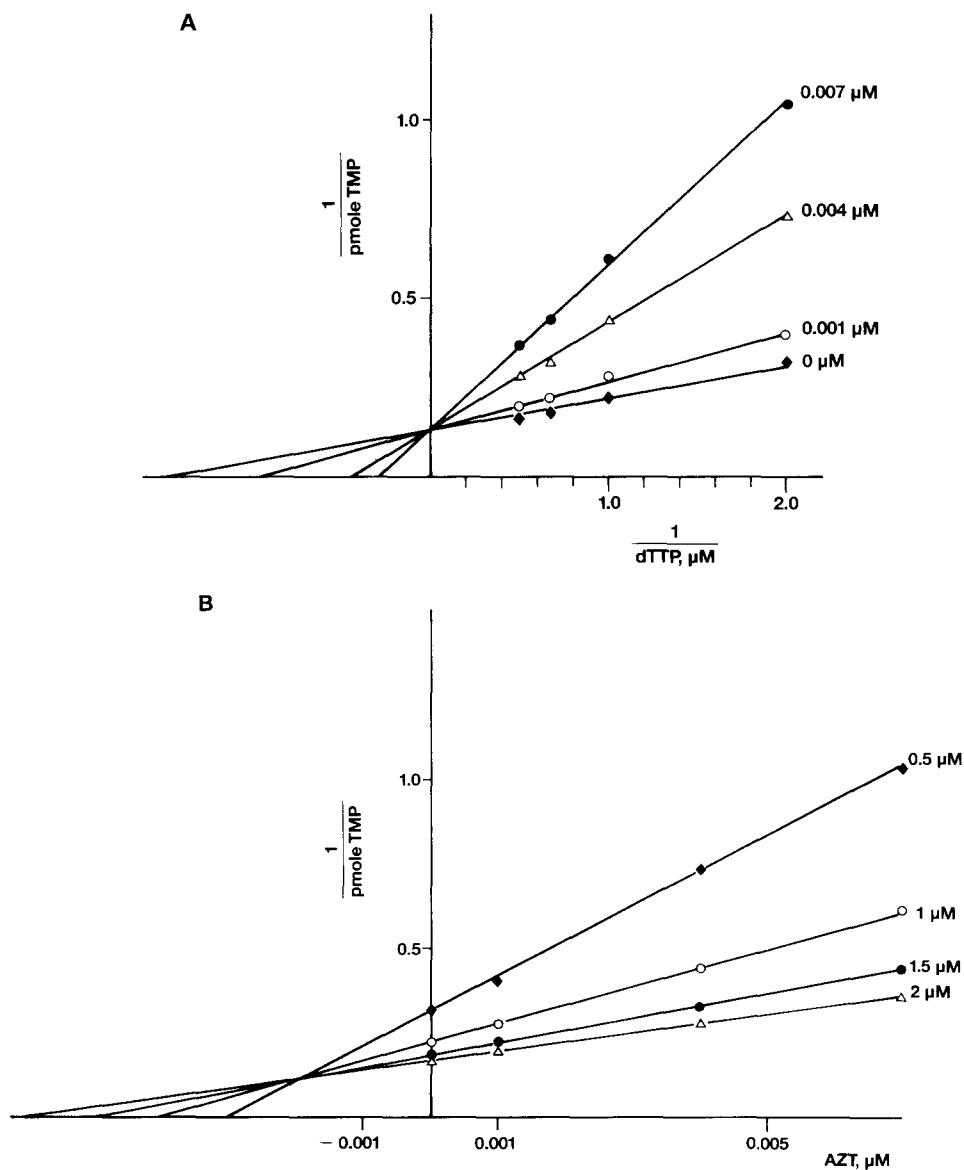 A
1.0
0.5
1
pmole TMP
0.007 µM
0.004 µM
0.001 µM
0 µM
1.0
2.0
1
dTTP, µM
B
1.0
0.5
1
pmole TMP
0.5 µM
1 µM
1.5 µM
2 µM
− 0.001
0.001
0.005
AZT, µM